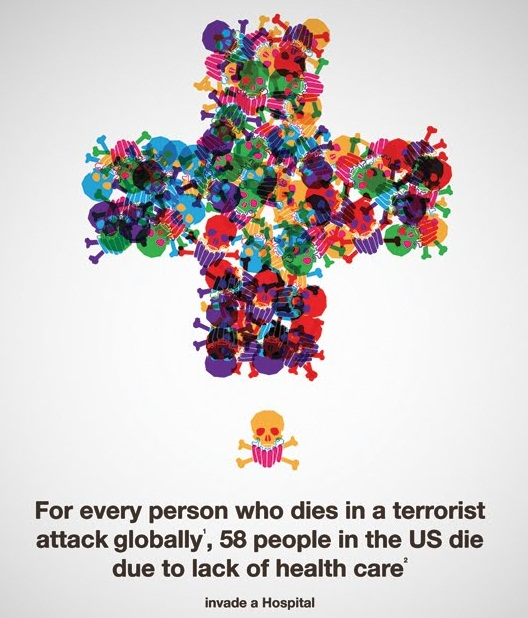 For every person who dies in a terrorist
attack globally¹, 58 people in the US die
due to lack of health care²
invade a Hospital